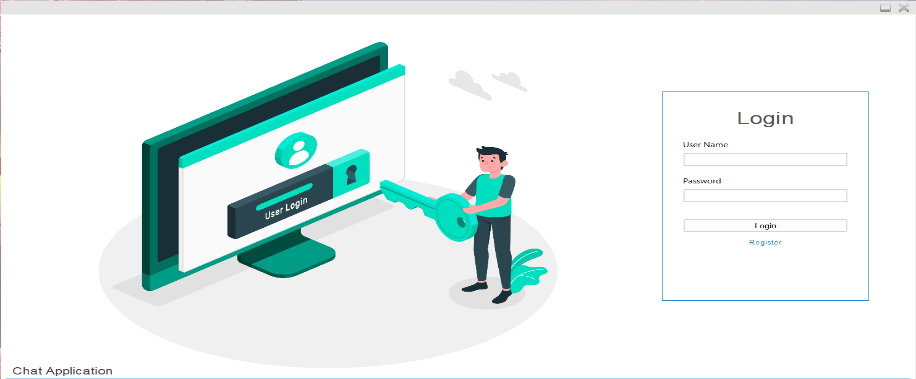 User Login
Login
User Name
Password
Login
Register
Chat Application